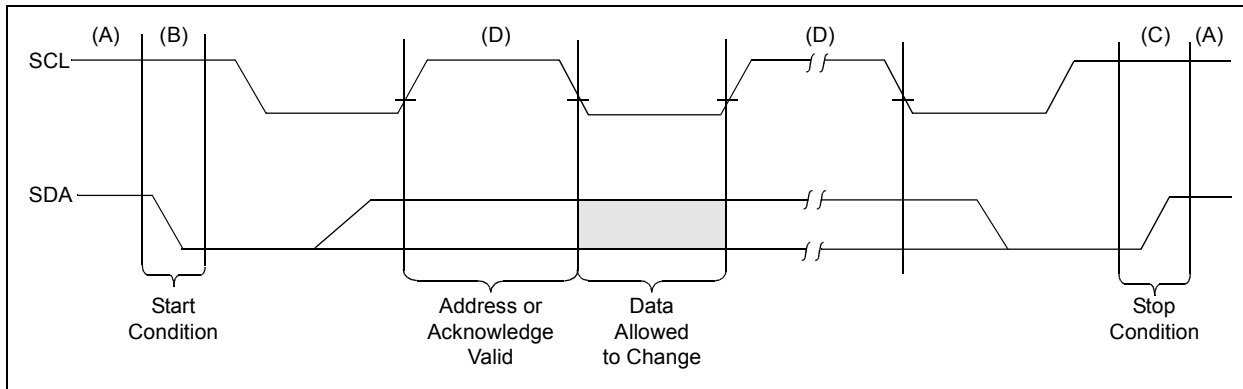 (A) (B) (D) (D) (C) (A)
SCL
SDA
Start
Condition
Address or
Acknowledge
Valid
Data
Allowed
to Change
Stop
Condition